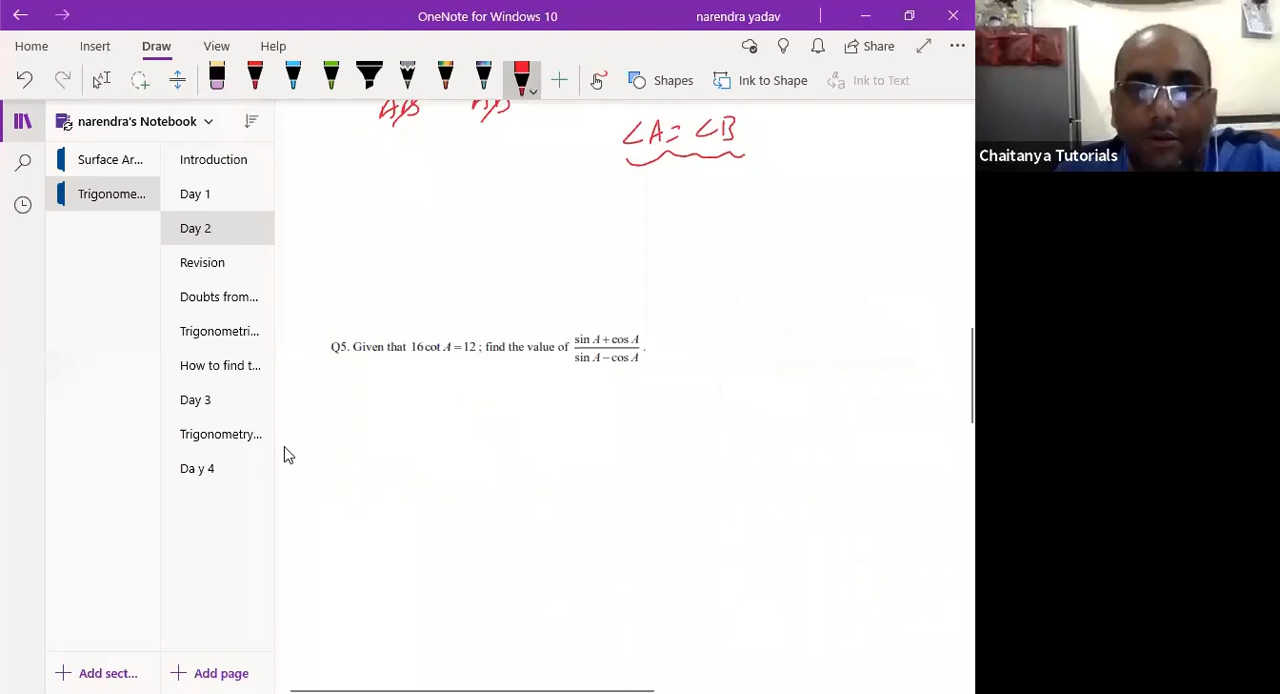 OneNote for Windows 10
narendra yadav
Home Insert Draw View Help
Share
Shapes Ink to Shape Ink to Text
narendra's Notebook
Surface Ar...
Trigonome...
Introduction
Day 1
Day 2
Revision
Doubts from...
Trigonometri...
How to find t...
Day 3
Trigonometry...
Da y 4
Add sect...
Add page
∠A = ∠B
Q5. Given that 16cot A = 12 ; find the value of (sin A + cos A)/(sin A − cos A) .
Chaitanya Tutorials